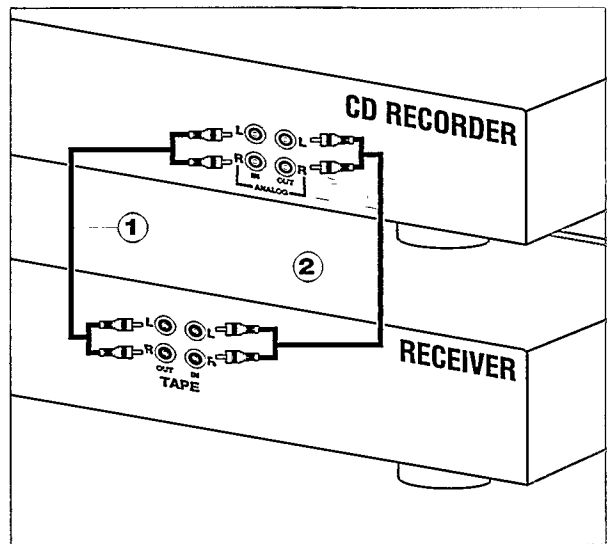 CD RECORDER
L L
R R
IN OUT
ANALOG
1
2
RECEIVER
L L
R R
OUT IN
TAPE